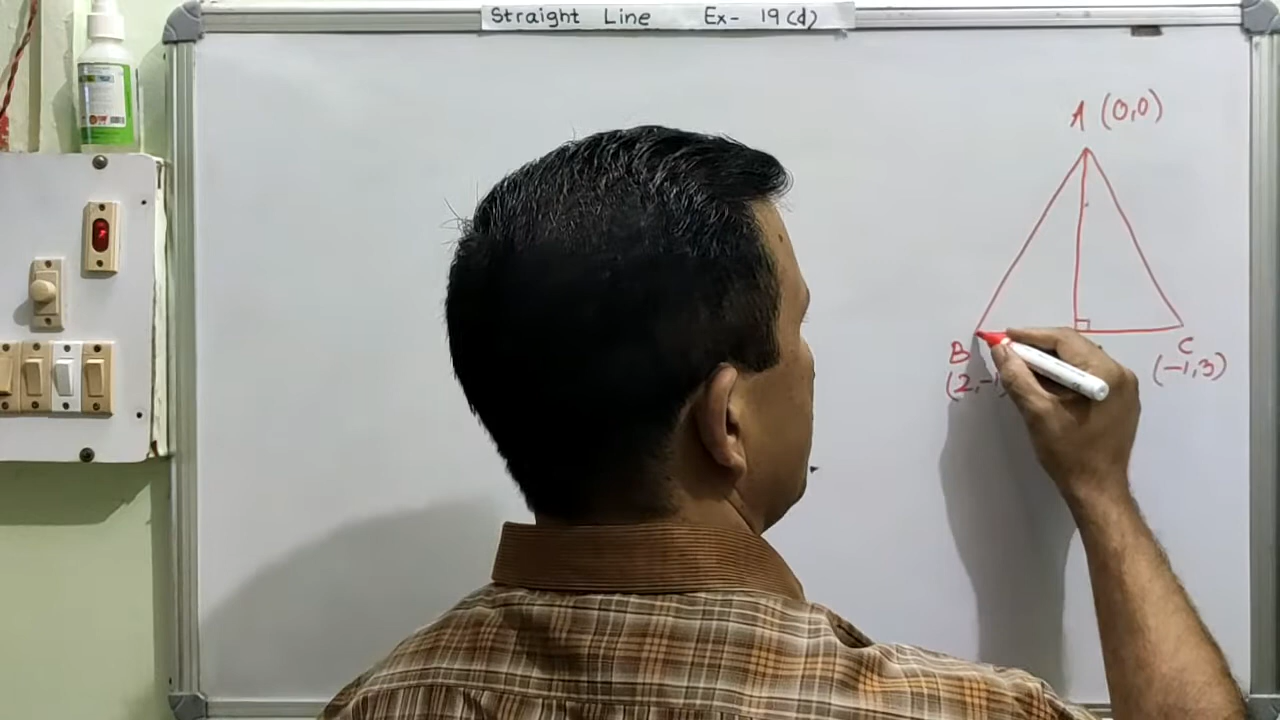 Straight Line Ex- 19(d)
A (0,0)
B
C
(2,-1
(-1,3)